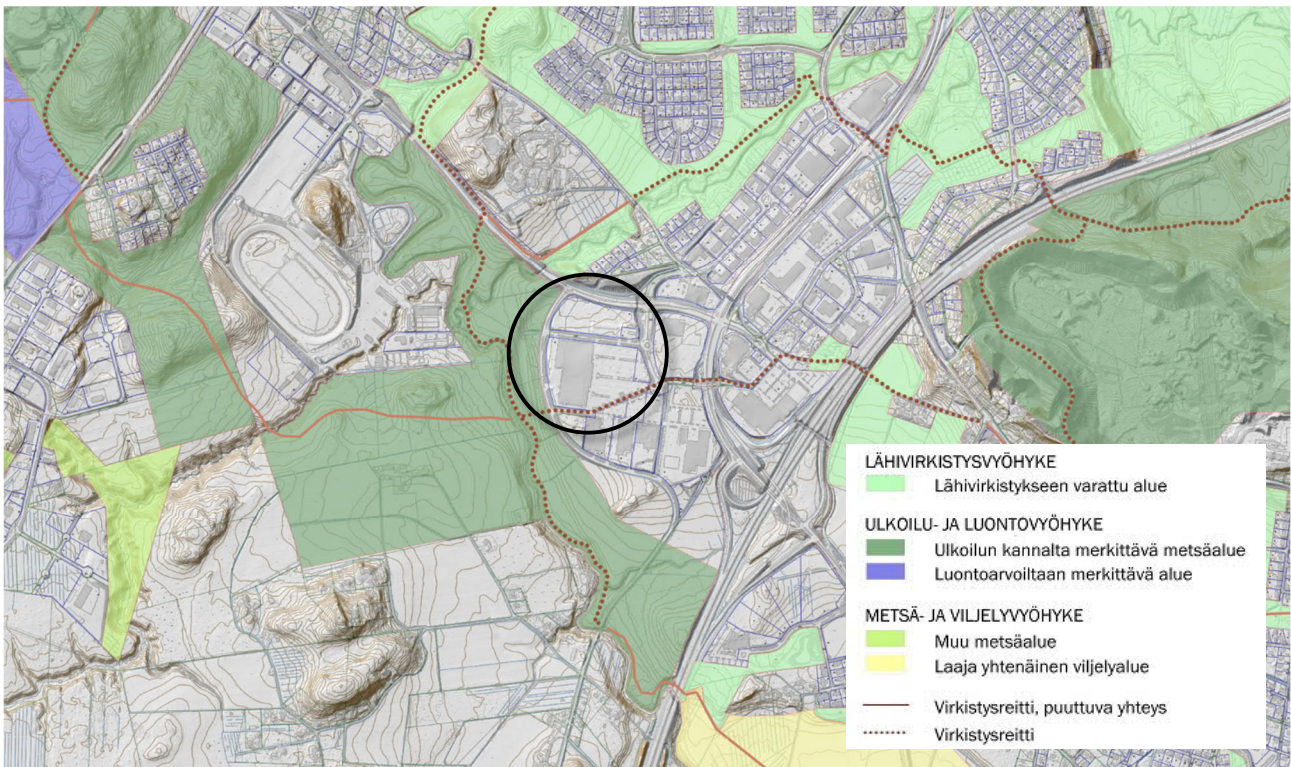 LÄHIVIRKISTYSVYÖHYKE
Lähivirkistykseen varattu alue
ULKOILU- JA LUONTOVYÖHYKE
Ulkoilun kannalta merkittävä metsäalue
Luontoarvoiltaan merkittävä alue
METSÄ- JA VILJELYVYÖHYKE
Muu metsäalue
Laaja yhtenäinen viljelyalue
Virkistysreitti, puuttuva yhteys
Virkistysreitti